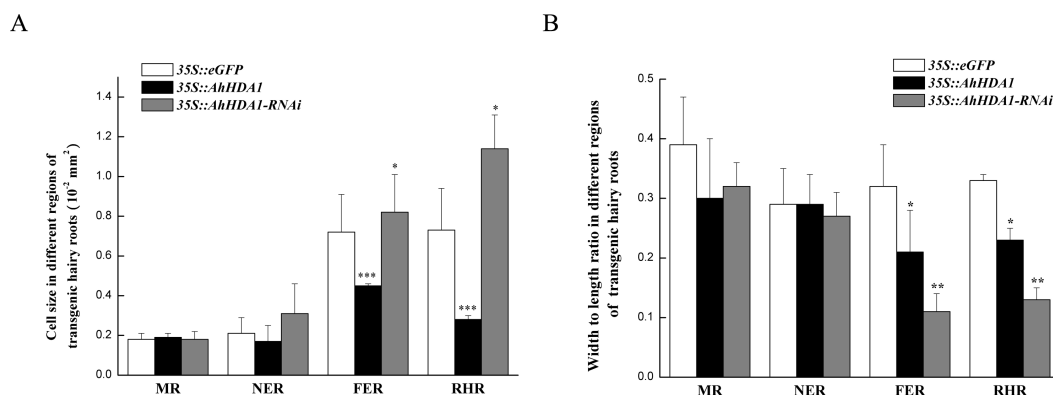 A
35S::eGFP
35S::AhHDA1
35S::AhHDA1-RNAi
Cell size in different regions of
transgenic hairy roots (10⁻² mm²)
1.4
1.2
1.0
0.8
0.6
0.4
0.2
0.0
***
*
***
*
MR
NER
FER
RHR
B
35S::eGFP
35S::AhHDA1
35S::AhHDA1-RNAi
Width to length ratio in different regions
of transgenic hairy roots
0.5
0.4
0.3
0.2
0.1
0.0
*
**
*
**
MR
NER
FER
RHR